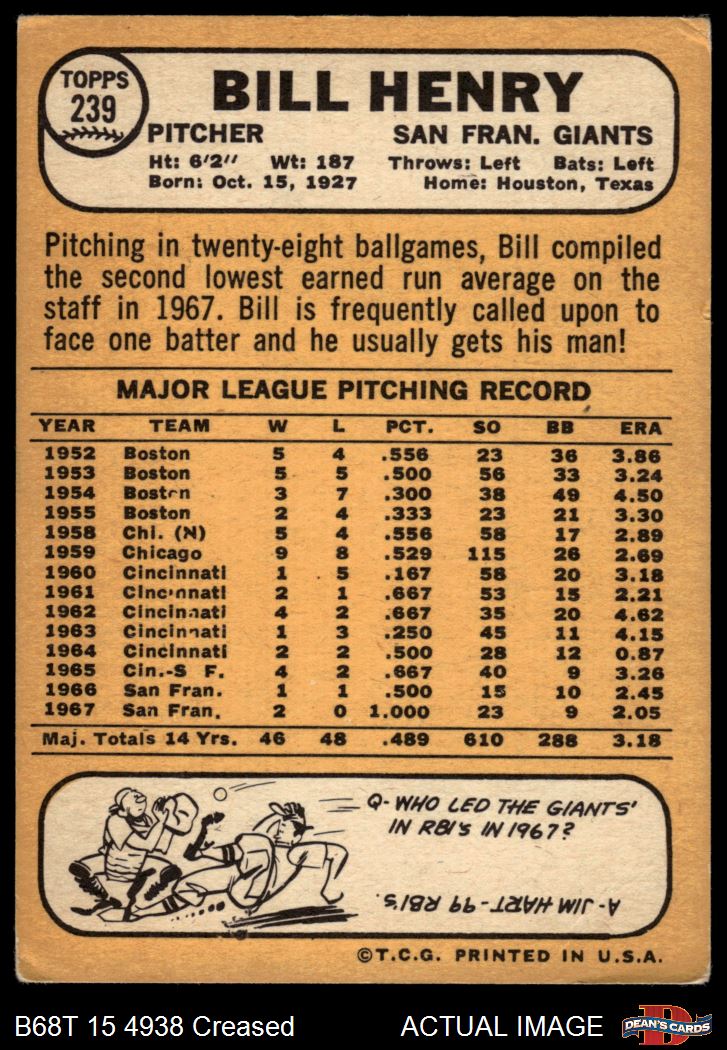 TOPPS
239
BILL HENRY
PITCHER SAN FRAN. GIANTS
Ht: 6'2" Wt: 187 Throws: Left Bats: Left
Born: Oct. 15, 1927 Home: Houston, Texas
Pitching in twenty-eight ballgames, Bill compiled
the second lowest earned run average on the
staff in 1967. Bill is frequently called upon to
face one batter and he usually gets his man!
MAJOR LEAGUE PITCHING RECORD
YEAR TEAM W L PCT. SO BB ERA
1952 Boston 5 4 .556 23 36 3.86
1953 Boston 5 5 .500 56 33 3.24
1954 Boston 3 7 .300 38 49 4.50
1955 Boston 2 4 .333 23 21 3.30
1958 Chi. (N) 5 4 .556 58 17 2.89
1959 Chicago 9 8 .529 115 26 2.69
1960 Cincinnati 1 5 .167 58 20 3.18
1961 Cincinnati 2 1 .667 53 15 2.21
1962 Cincinnati 4 2 .667 35 20 4.62
1963 Cincinnati 1 3 .250 45 11 4.15
1964 Cincinnati 2 2 .500 28 12 0.87
1965 Cin.-S F. 4 2 .667 40 9 3.26
1966 San Fran. 1 1 .500 15 10 2.45
1967 San Fran. 2 0 1.000 23 9 2.05
Maj. Totals 14 Yrs. 46 48 .489 610 288 3.18
Q- WHO LED THE GIANTS'
IN RBI's IN 1967?
A- JIM HART-99 RBI's.
©T.C.G. PRINTED IN U.S.A.
B68T 15 4938 Creased ACTUAL IMAGE
D
DEAN'S CARDS